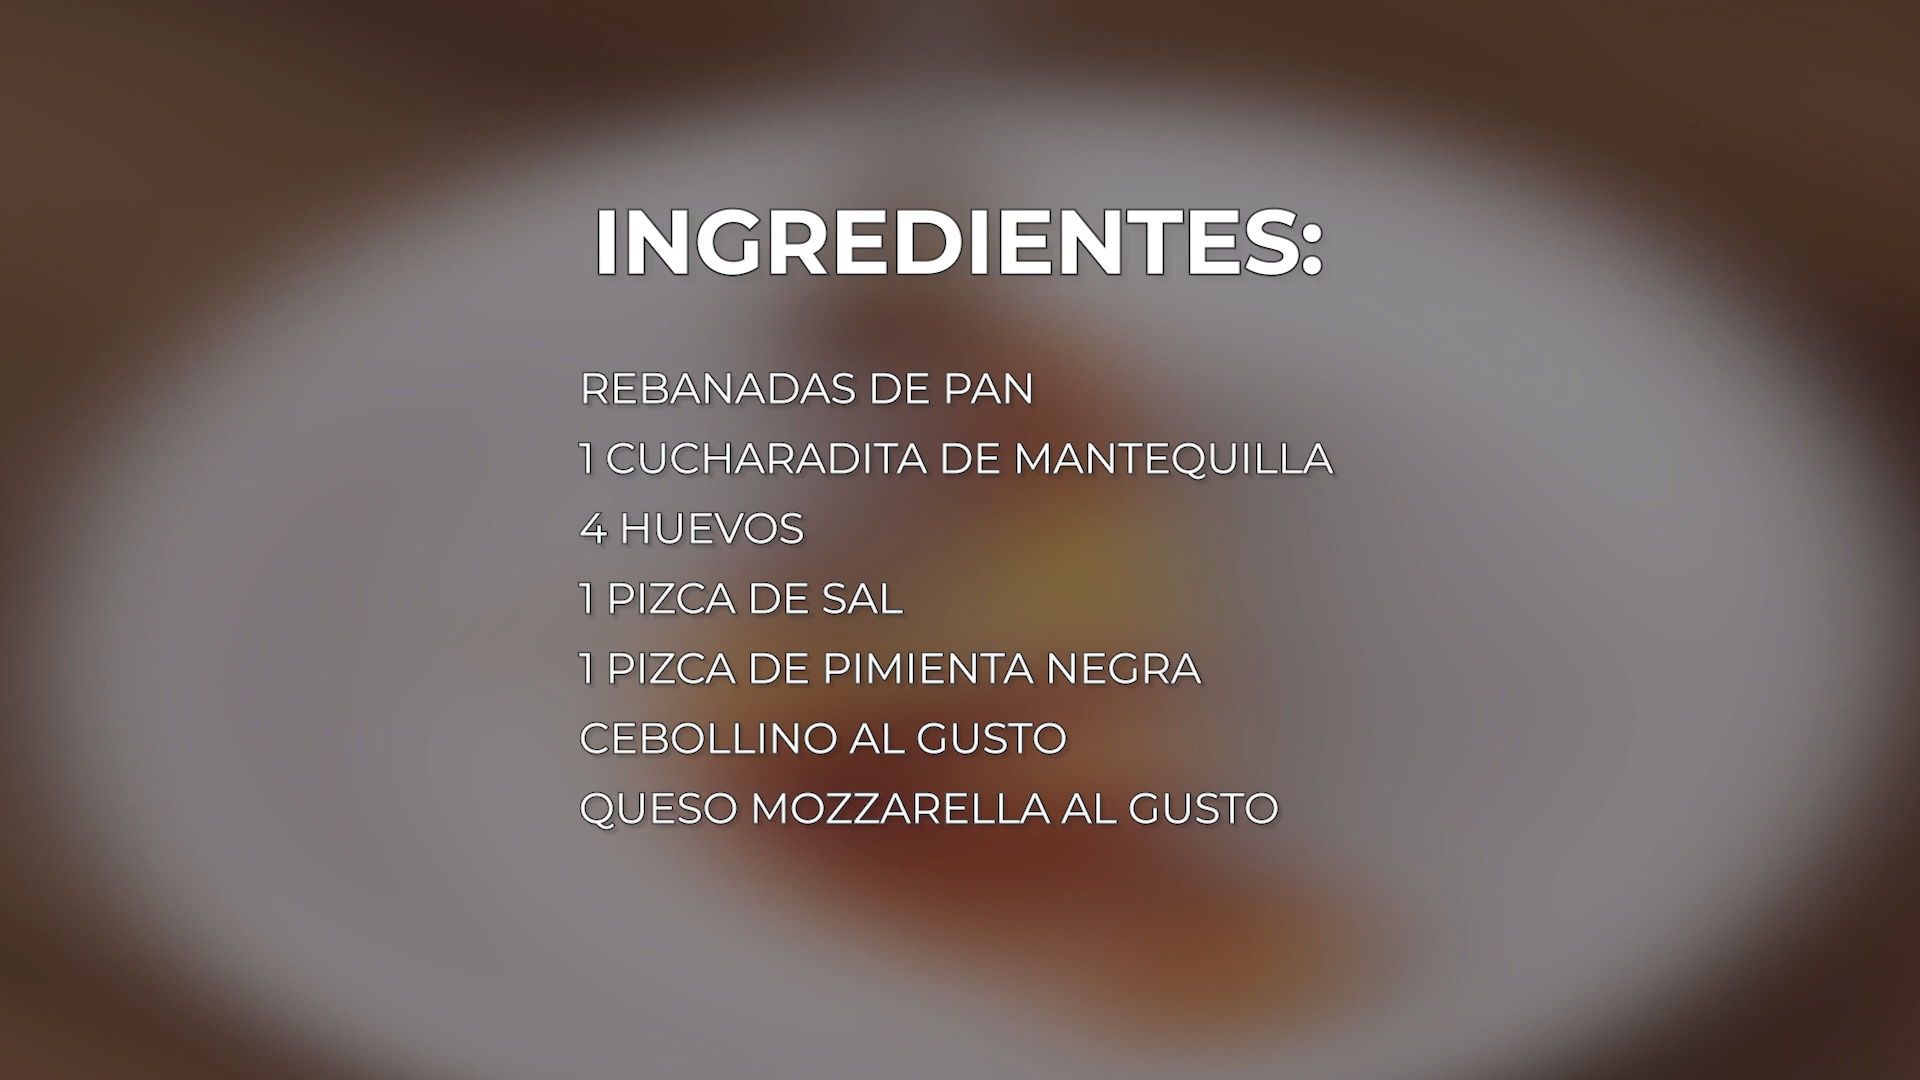 INGREDIENTES:
REBANADAS DE PAN
1 CUCHARADITA DE MANTEQUILLA
4 HUEVOS
1 PIZCA DE SAL
1 PIZCA DE PIMIENTA NEGRA
CEBOLLINO AL GUSTO
QUESO MOZZARELLA AL GUSTO